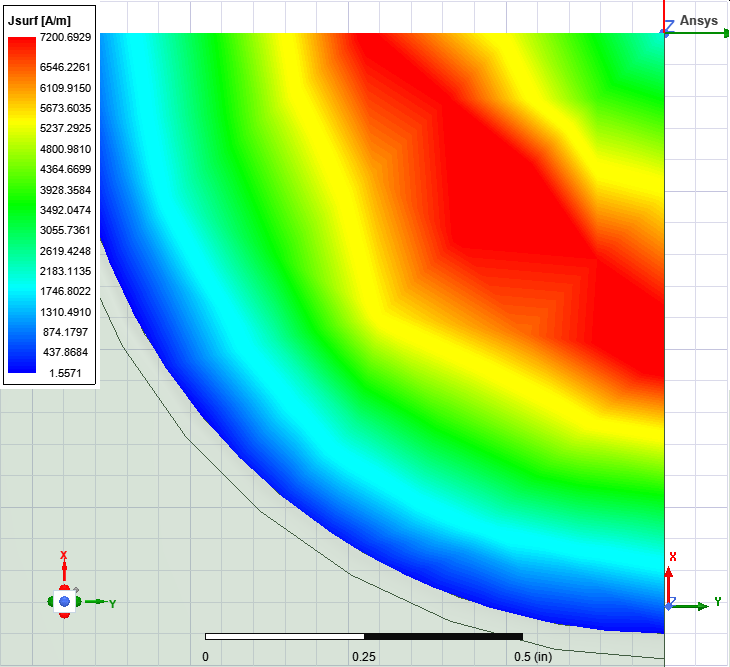 Jsurf [A/m]
7200.6929
6546.2261
6109.9150
5673.6035
5237.2925
4800.9810
4364.6699
3928.3584
3492.0474
3055.7361
2619.4248
2183.1135
1746.8022
1310.4910
874.1797
437.8684
1.5571
Z
Ansys
X
Y
X
Z
Y
0
0.25
0.5 (in)